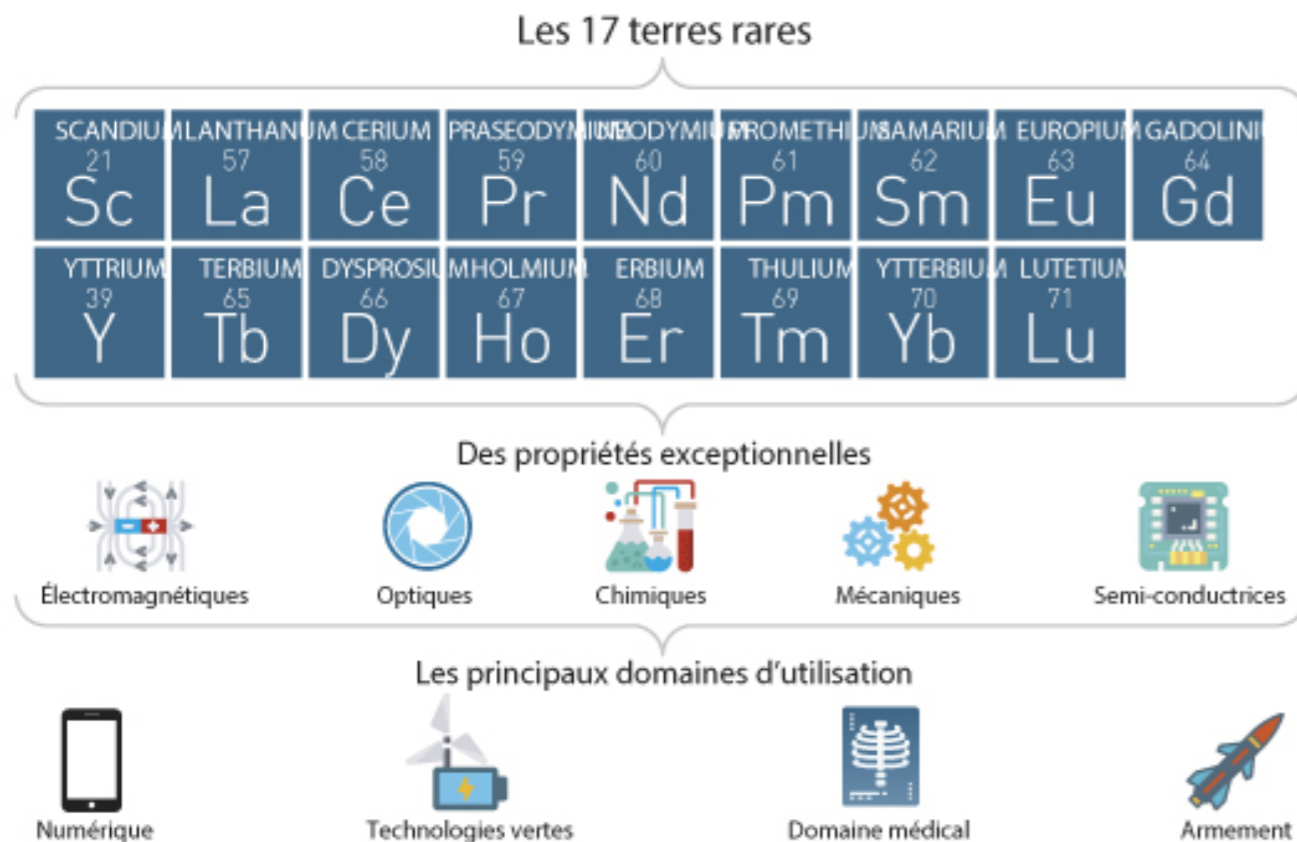 Les 17 terres rares
SCANDIUM LANTHANUM CERIUM PRASEODYMIUM NEODYMIUM PROMETHIUM SAMARIUM EUROPIUM GADOLINIU
21 57 58 59 60 61 62 63 64
Sc La Ce Pr Nd Pm Sm Eu Gd
YTTRIUM TERBIUM DYSPROSIUM HOLMIUM ERBIUM THULIUM YTTERBIUM LUTETIUM
39 65 66 67 68 69 70 71
Y Tb Dy Ho Er Tm Yb Lu
Des propriétés exceptionnelles
Électromagnétiques Optiques Chimiques Mécaniques Semi-conductrices
Les principaux domaines d'utilisation
Numérique Technologies vertes Domaine médical Armement